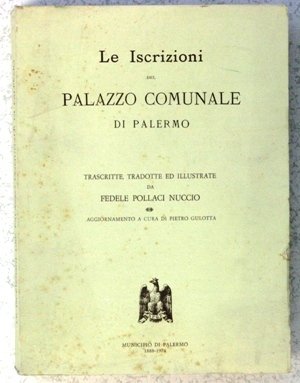 Le Iscrizioni
DEL
PALAZZO COMUNALE
DI PALERMO
TRASCRITTE, TRADOTTE ED ILLUSTRATE
DA
FEDELE POLLACI NUCCIO
AGGIORNAMENTO A CURA DI PIETRO GULOTTA
MUNICIPIO DI PALERMO
1888-1974